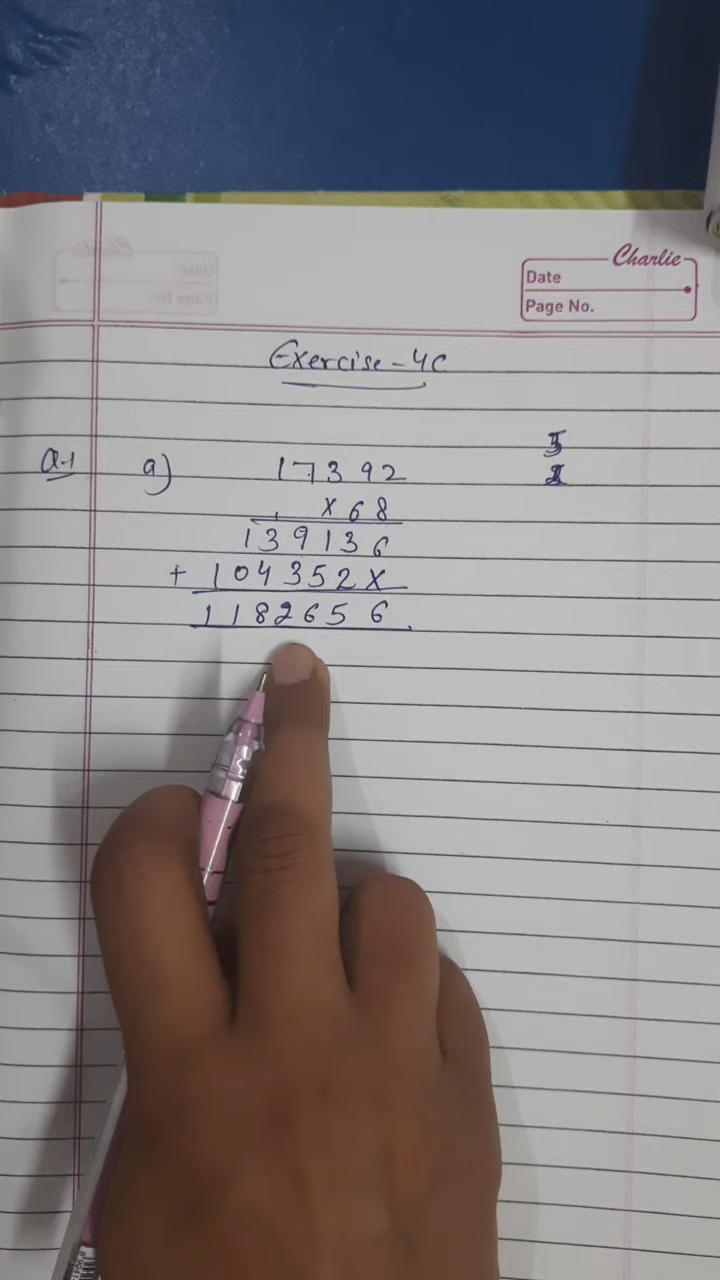 Charlie
Date
Page No.
Exercise - 4C
Q-1 a) 17392
x 68
139136
+ 104352x
1182656